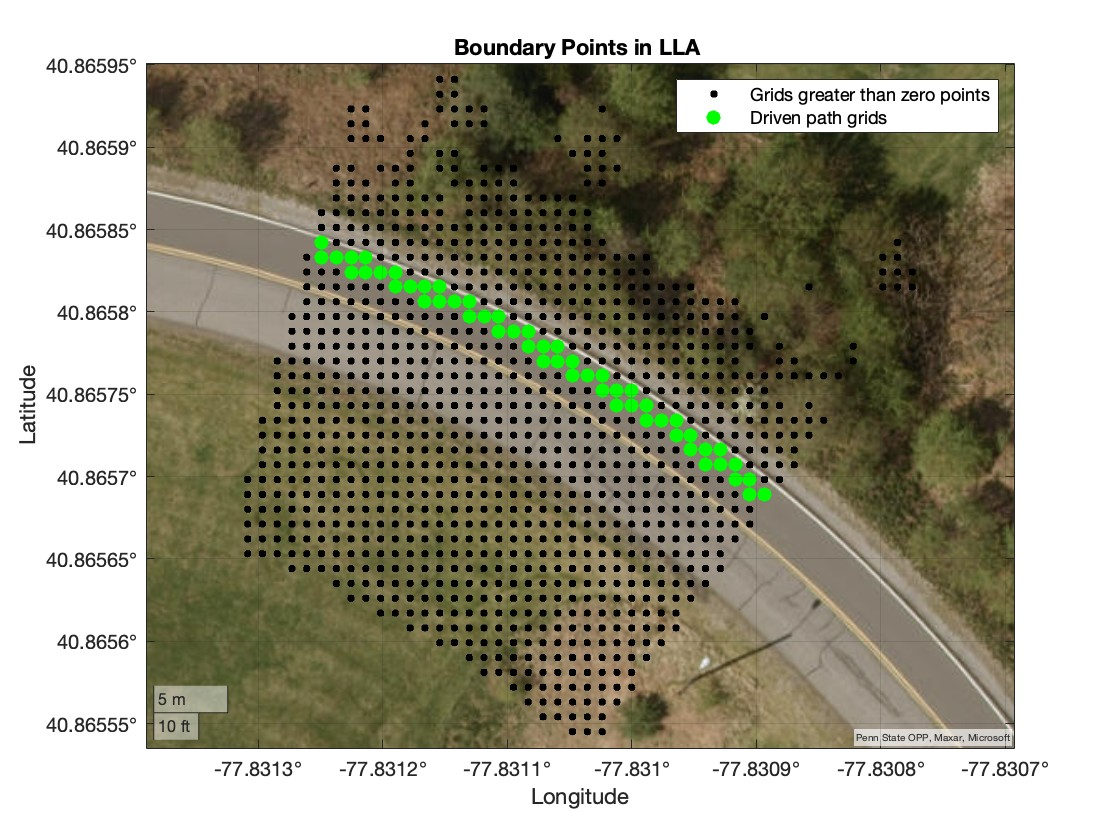 Boundary Points in LLA
Grids greater than zero points
Driven path grids
40.86595°
40.8659°
40.86585°
40.8658°
40.86575°
40.8657°
40.86565°
40.8656°
40.86555°
Latitude
5 m
10 ft
Penn State OPP, Maxar, Microsoft
-77.8313°
-77.8312°
-77.8311°
-77.831°
-77.8309°
-77.8308°
-77.8307°
Longitude